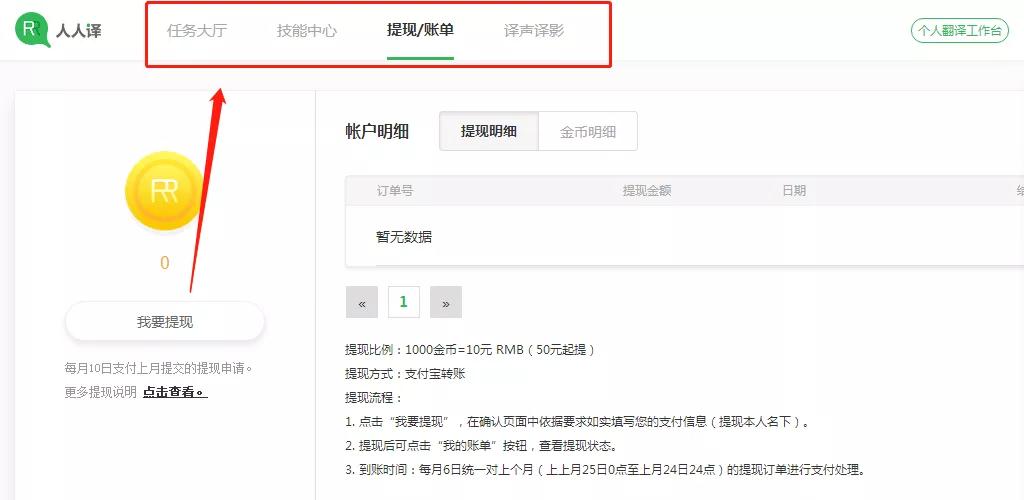 人人译
任务大厅 技能中心 提现/账单 译声译影 个人翻译工作台
帐户明细 提现明细 金币明细
订单号 提现金额 日期
暂无数据
0
« 1 »
我要提现
每月10日支付上月提交的提现申请。
更多提现说明 点击查看。
提现比例：1000金币=10元 RMB（50元起提）
提现方式：支付宝转账
提现流程：
1. 点击“我要提现”，在确认页面中依据要求如实填写您的支付信息（提现本人名下）。
2. 提现后可点击“我的账单”按钮，查看提现状态。
3. 到账时间：每月6日统一对上个月（上上月25日0点至上月24日24点）的提现订单进行支付处理。